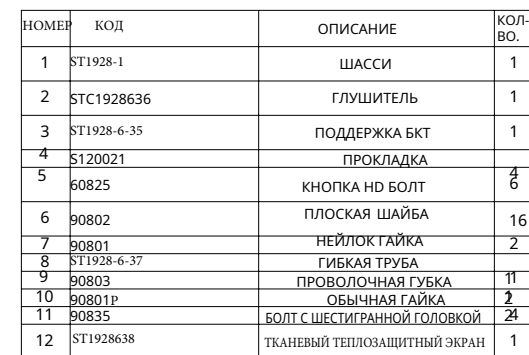 НОМЕР КОД ОПИСАНИЕ КОЛ-ВО.
1 ST1928-1 ШАССИ 1
2 STC1928636 ГЛУШИТЕЛЬ 1
3 ST1928-6-35 ПОДДЕРЖКА БКТ 1
4 S120021 ПРОКЛАДКА 4
5 60825 КНОПКА HD БОЛТ 6
6 90802 ПЛОСКАЯ ШАЙБА 16
7 90801 НЕЙЛОК ГАЙКА 2
8 ST1928-6-37 ГИБКАЯ ТРУБА
9 90803 ПРОВОЛОЧНАЯ ГУБКА
10 90801P ОБЫЧНАЯ ГАЙКА
11 90835 БОЛТ С ШЕСТИГРАННОЙ ГОЛОВКОЙ
12 ST1928638 ТКАНЕВЫЙ ТЕПЛОЗАЩИТНЫЙ ЭКРАН 1